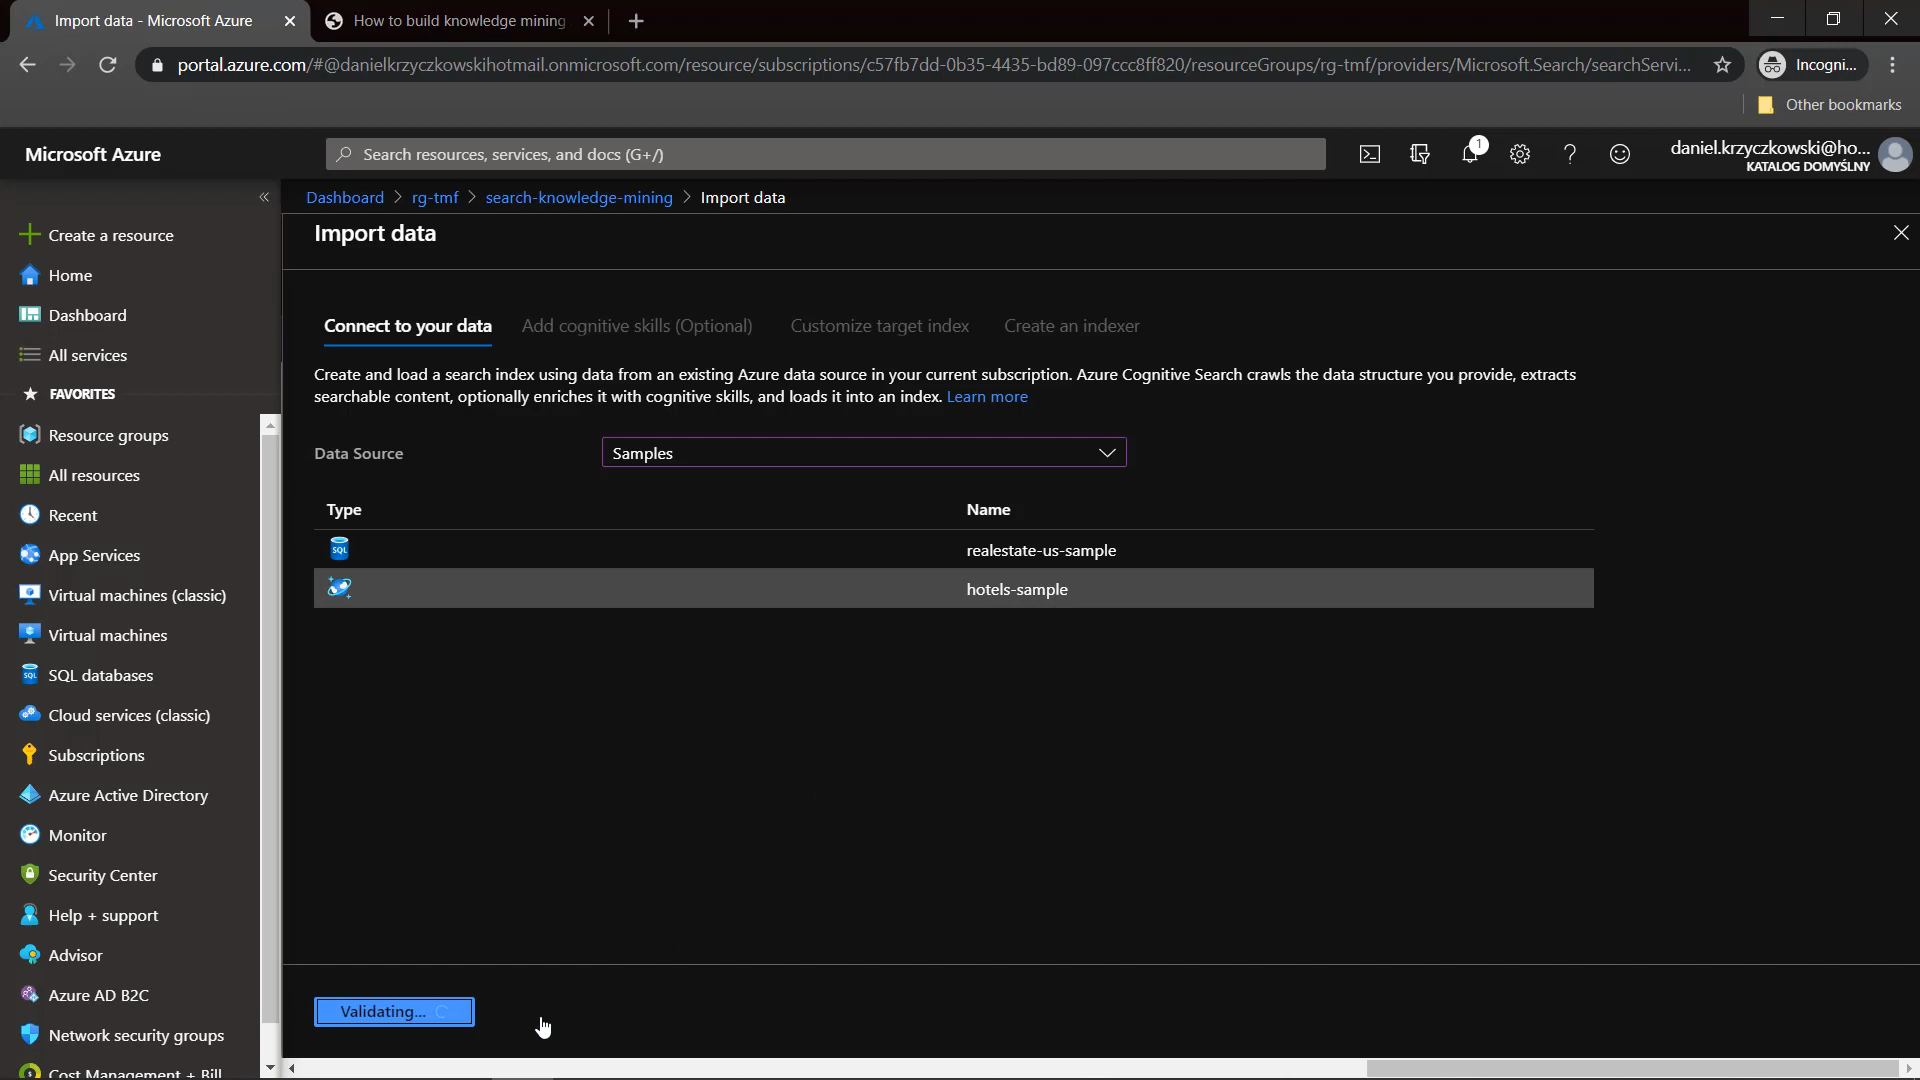 Import data - Microsoft Azure
How to build knowledge mining
portal.azure.com/#@danielkrzyczkowskihotmail.onmicrosoft.com/resource/subscriptions/c57fb7dd-0b35-4435-bd89-097ccc8ff820/resourceGroups/rg-tmf/providers/Microsoft.Search/searchServi...
Incogni...
Other bookmarks
Microsoft Azure
Search resources, services, and docs (G+/)
1
daniel.krzyczkowski@ho...
KATALOG DOMYŚLNY
Dashboard > rg-tmf > search-knowledge-mining > Import data
Import data
Create a resource
Home
Dashboard
All services
FAVORITES
Resource groups
All resources
Recent
App Services
Virtual machines (classic)
Virtual machines
SQL databases
Cloud services (classic)
Subscriptions
Azure Active Directory
Monitor
Security Center
Help + support
Advisor
Azure AD B2C
Network security groups
Cost Management + Bill
Connect to your data
Add cognitive skills (Optional)
Customize target index
Create an indexer
Create and load a search index using data from an existing Azure data source in your current subscription. Azure Cognitive Search crawls the data structure you provide, extracts
searchable content, optionally enriches it with cognitive skills, and loads it into an index. Learn more
Data Source
Samples
Type
Name
SQL
realestate-us-sample
hotels-sample
Validating...